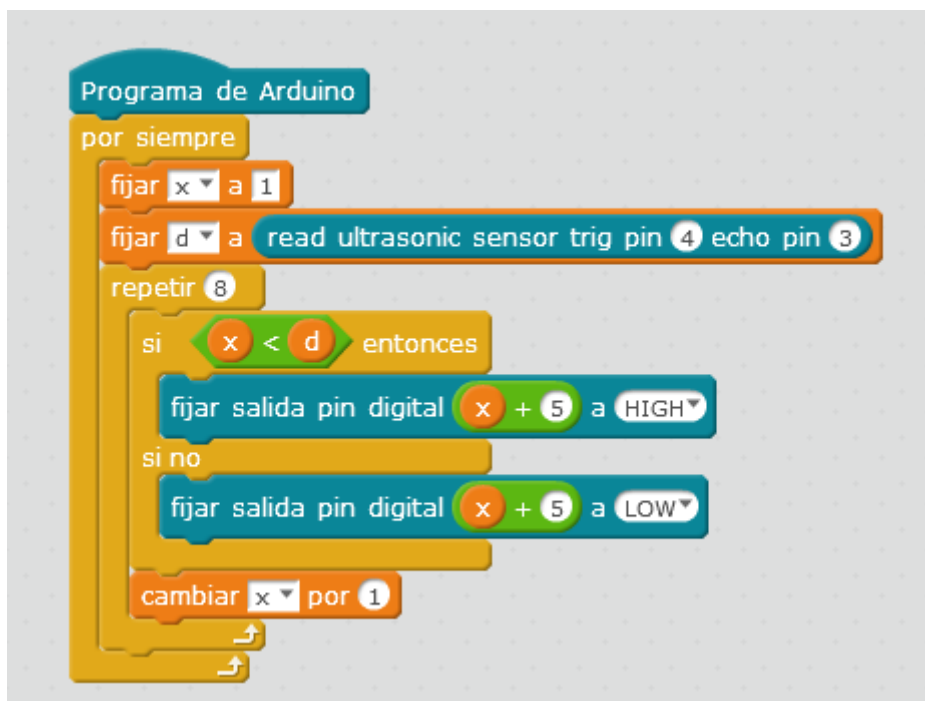 Programa de Arduino
por siempre
fijar x a 1
fijar d a read ultrasonic sensor trig pin 4 echo pin 3
repetir 8
si x < d entonces
fijar salida pin digital x + 5 a HIGH
si no
fijar salida pin digital x + 5 a LOW
cambiar x por 1